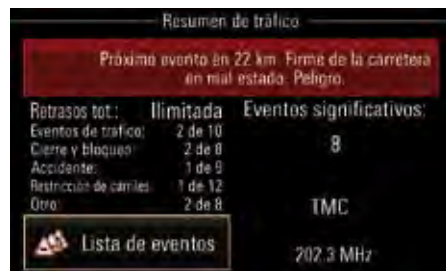 Resumen de tráfico
Próximo evento en 22 km. Firme de la carretera
en mal estado. Peligro.
Retrasos tot.: Ilimitada
Eventos de tráfico: 2 de 10
Cierre y bloqueo: 2 de 8
Accidente: 1 de 9
Restricción de carriles: 1 de 12
Otro: 2 de 8
Lista de eventos
Eventos significativos:
8
TMC
202.3 MHz